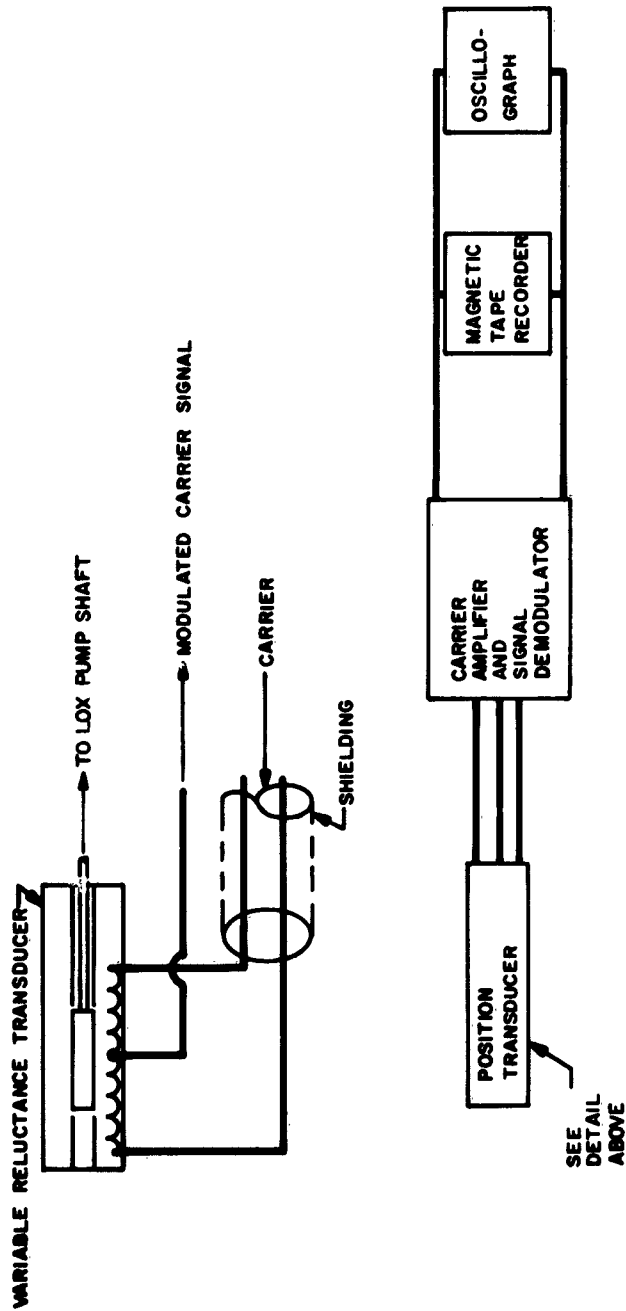 VARIABLE RELUCTANCE TRANSDUCER
TO LOX PUMP SHAFT
MODULATED CARRIER SIGNAL
CARRIER
SHIELDING
POSITION
TRANSDUCER
SEE
DETAIL
ABOVE
CARRIER
AMPLIFIER
AND
SIGNAL
DEMODULATOR
MAGNETIC
TAPE
RECORDER
OSCILLO-
GRAPH